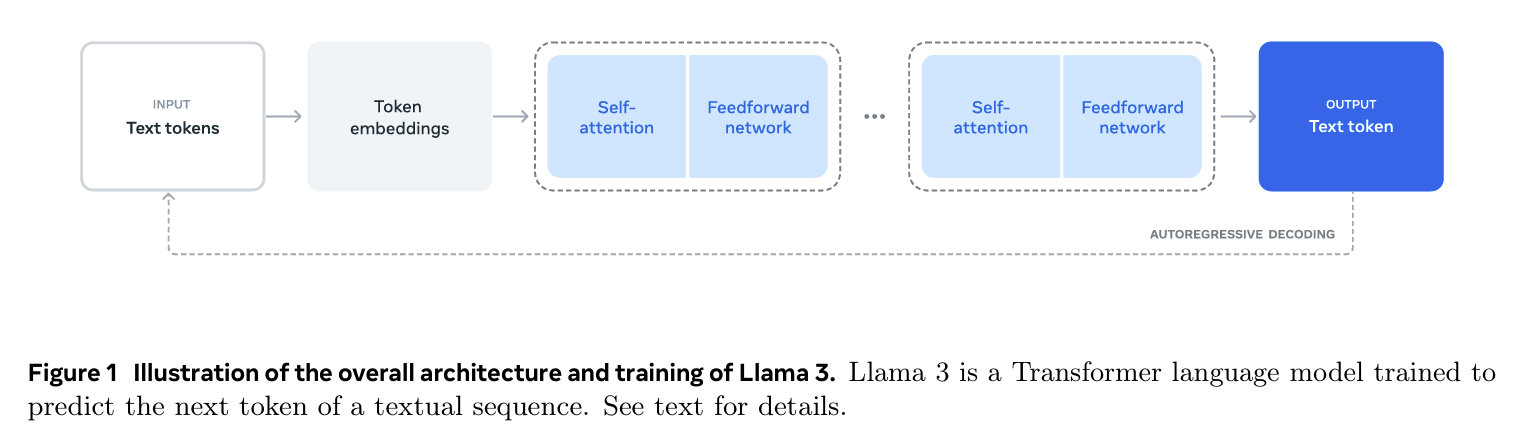 INPUT
Text tokens
Token
embeddings
Self-
attention
Feedforward
network
•••
Self-
attention
Feedforward
network
OUTPUT
Text token
AUTOREGRESSIVE DECODING
Figure 1 Illustration of the overall architecture and training of Llama 3. Llama 3 is a Transformer language model trained to
predict the next token of a textual sequence. See text for details.